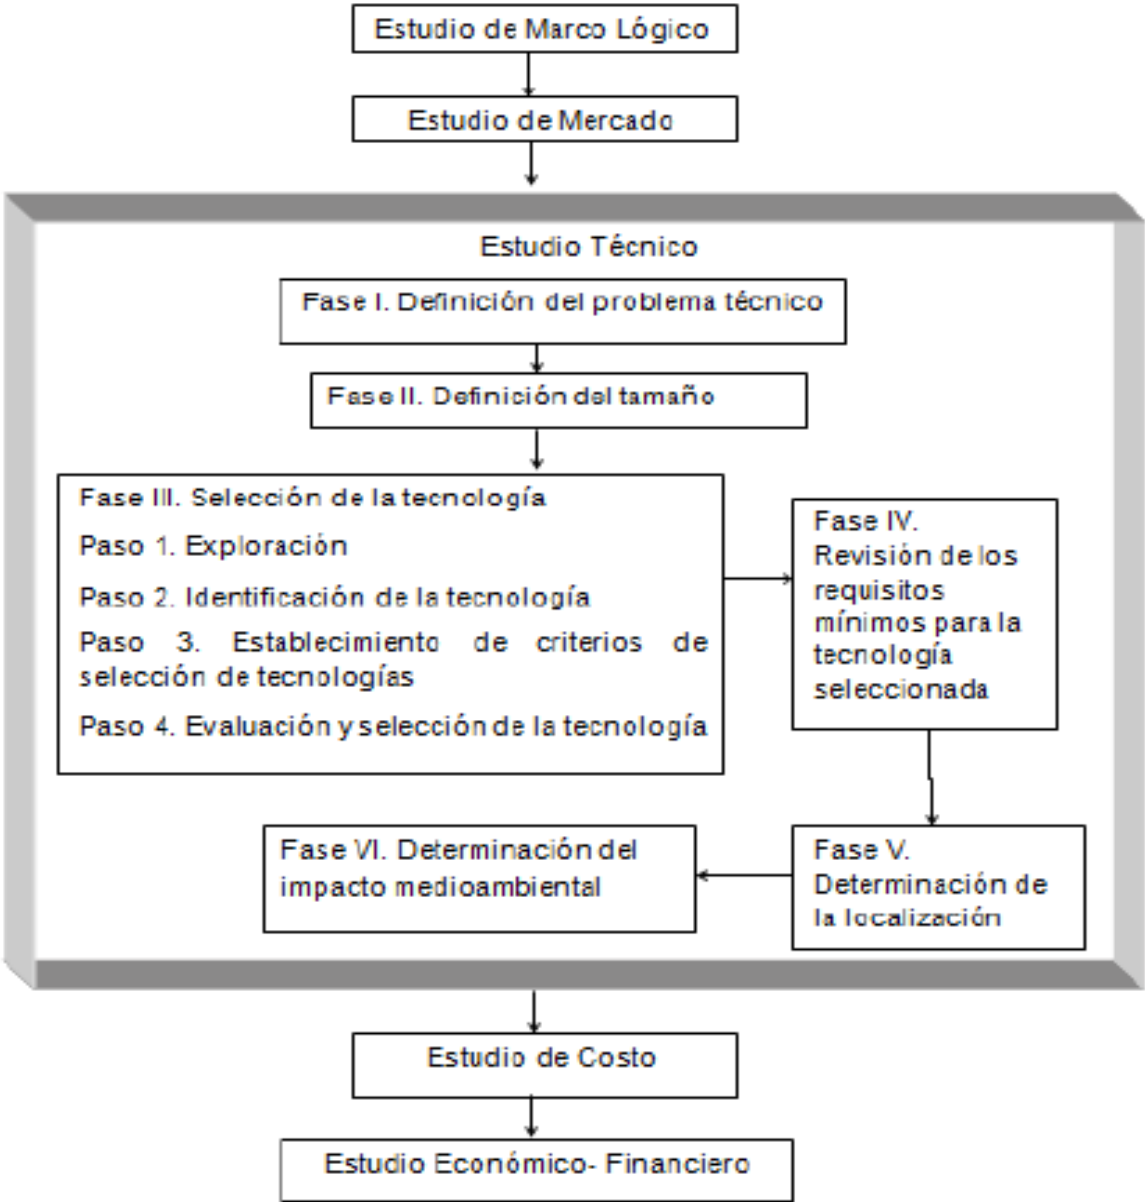 Estudio de Marco Lógico
Estudio de Mercado
Estudio Técnico
Fase I. Definición del problema técnico
Fase II. Definición del tamaño
Fase III. Selección de la tecnología
Paso 1. Exploración
Paso 2. Identificación de la tecnología
Paso 3. Establecimiento de criterios de
selección de tecnologías
Paso 4. Evaluación y selección de la tecnología
Fase IV.
Revisión de los
requisitos
mínimos para la
tecnología
seleccionada
Fase V.
Determinación de
la localización
Fase VI. Determinación del
impacto medioambiental
Estudio de Costo
Estudio Económico- Financiero